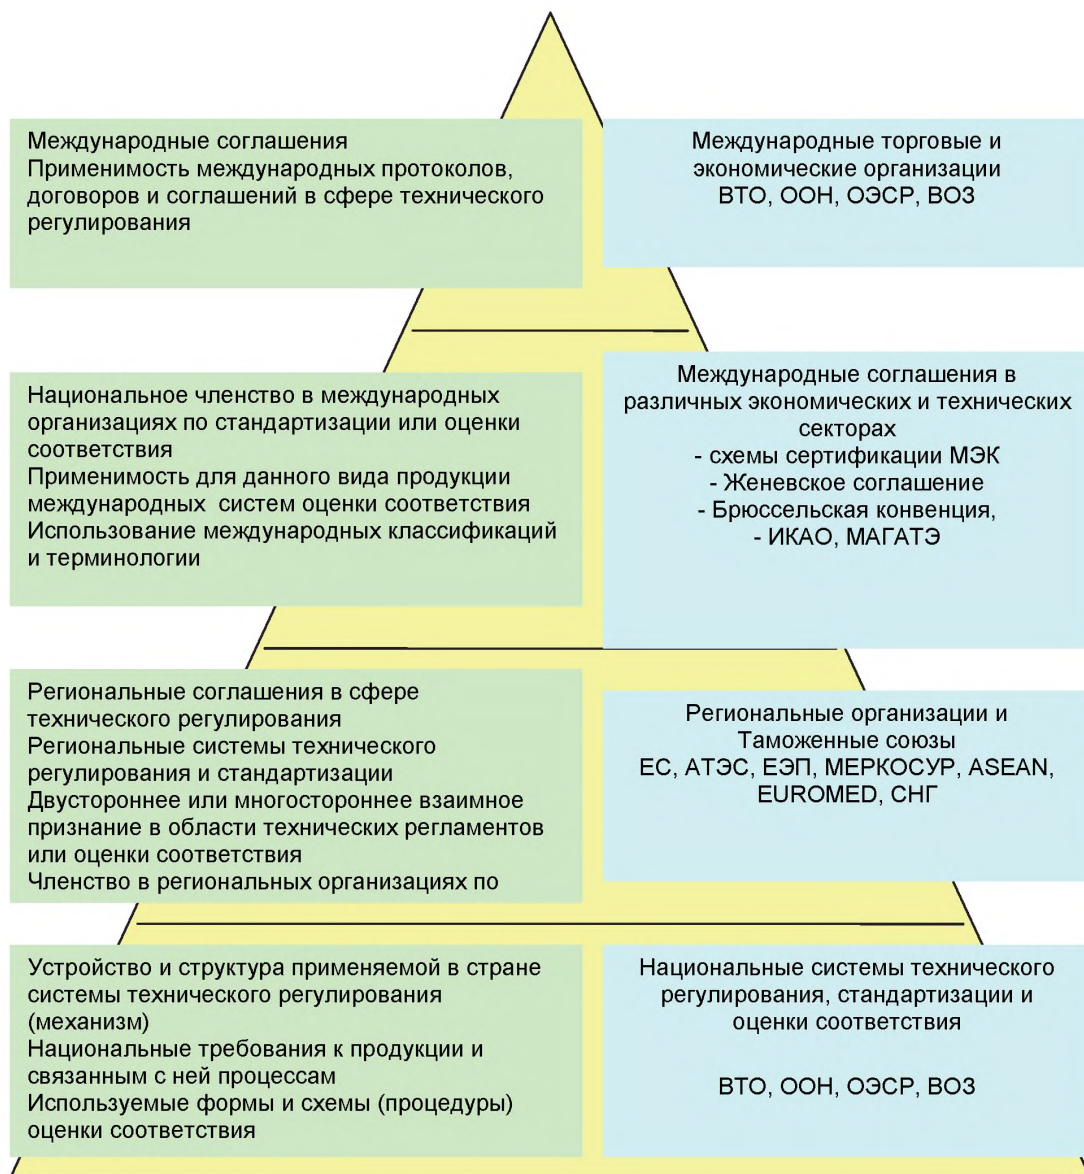 Международные соглашения
Применимость международных протоколов,
договоров и соглашений в сфере технического
регулирования
Международные торговые и
экономические организации
ВТО, ООН, ОЭСР, ВОЗ
Национальное членство в международных
организациях по стандартизации или оценки
соответствия
Применимость для данного вида продукции
международных  систем оценки соответствия
Использование международных классификаций
и терминологии
Международные соглашения в
различных экономических и технических
секторах
- схемы сертификации МЭК
- Женевское соглашение
- Брюссельская конвенция,
- ИКАО, МАГАТЭ
Региональные соглашения в сфере
технического регулирования
Региональные системы технического
регулирования и стандартизации
Двустороннее или многостороннее взаимное
признание в области технических регламентов
или оценки соответствия
Членство в региональных организациях по
Региональные организации и
Таможенные союзы
ЕС, АТЭС, ЕЭП, МЕРКОСУР, ASEAN,
EUROMED, СНГ
Устройство и структура применяемой в стране
системы технического регулирования
(механизм)
Национальные требования к продукции и
связанным с ней процессам
Используемые формы и схемы (процедуры)
оценки соответствия
Национальные системы технического
регулирования, стандартизации и
оценки соответствия
ВТО, ООН, ОЭСР, ВОЗ